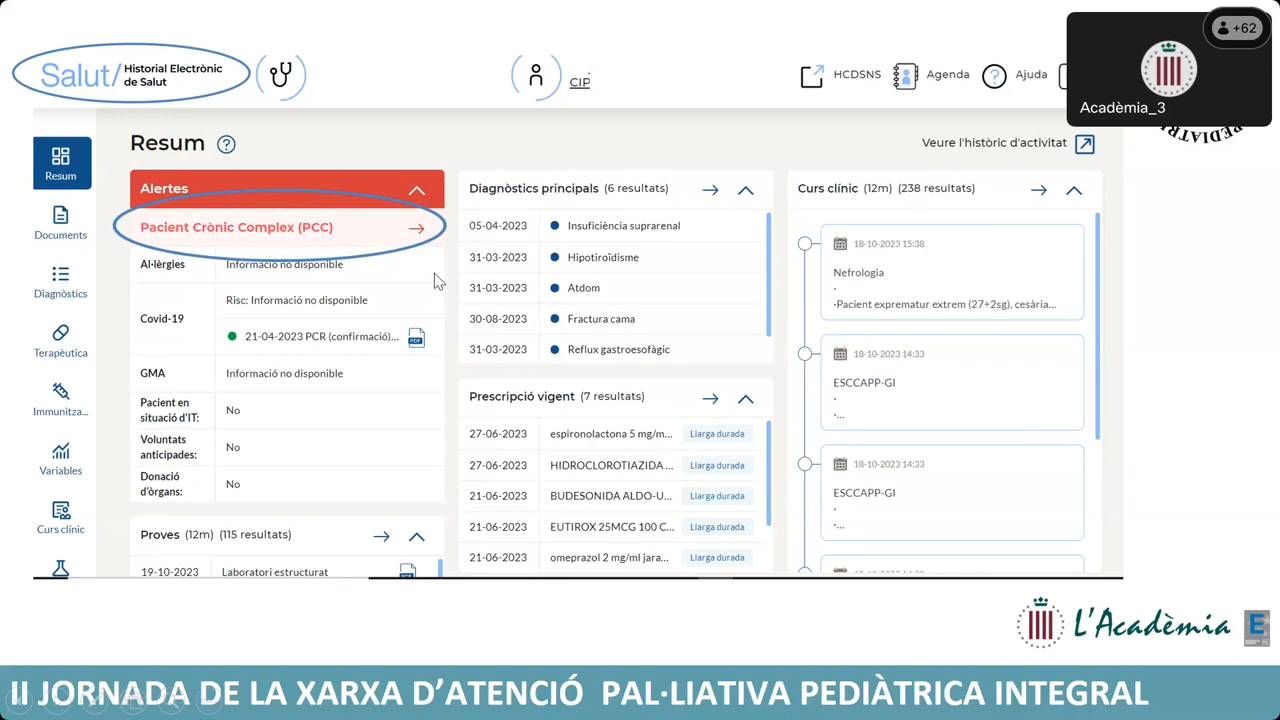 Salut/ Historial Electrònic
de Salut
CIP
HCDSNS
Agenda
Ajuda
+62
Acadèmia_3
Resum
Documents
Diagnòstics
Terapèutica
Immunitza...
Variables
Curs clínic
Resum
Veure l'històric d'activitat
Alertes
Pacient Crònic Complex (PCC)
Al·lèrgies Informació no disponible
Covid-19
Risc: Informació no disponible
21-04-2023 PCR (confirmació)...
PDF
GMA Informació no disponible
Pacient en
situació d'IT: No
Voluntats
anticipades: No
Donació
d'òrgans: No
Proves (12m) (115 resultats)
19-10-2023 Laboratori estructurat
Diagnòstics principals (6 resultats)
05-04-2023 Insuficiència suprarenal
31-03-2023 Hipotiroïdisme
31-03-2023 Atdom
30-08-2023 Fractura cama
31-03-2023 Reflux gastroesofàgic
Prescripció vigent (7 resultats)
27-06-2023 espironolactona 5 mg/m... Llarga durada
27-06-2023 HIDROCLOROTIAZIDA ... Llarga durada
21-06-2023 BUDESONIDA ALDO-U... Llarga durada
21-06-2023 EUTIROX 25MCG 100 C... Llarga durada
21-06-2023 omeprazol 2 mg/ml jara... Llarga durada
Curs clínic (12m) (238 resultats)
18-10-2023 15:38
Nefrologia
·
·Pacient exprematur extrem (27+2sg), cesària...
18-10-2023 14:33
ESCCAPP-GI
·
·...
18-10-2023 14:33
ESCCAPP-GI
·
·...
L'Acadèmia
E
II JORNADA DE LA XARXA D'ATENCIÓ PAL·LIATIVA PEDIÀTRICA INTEGRAL